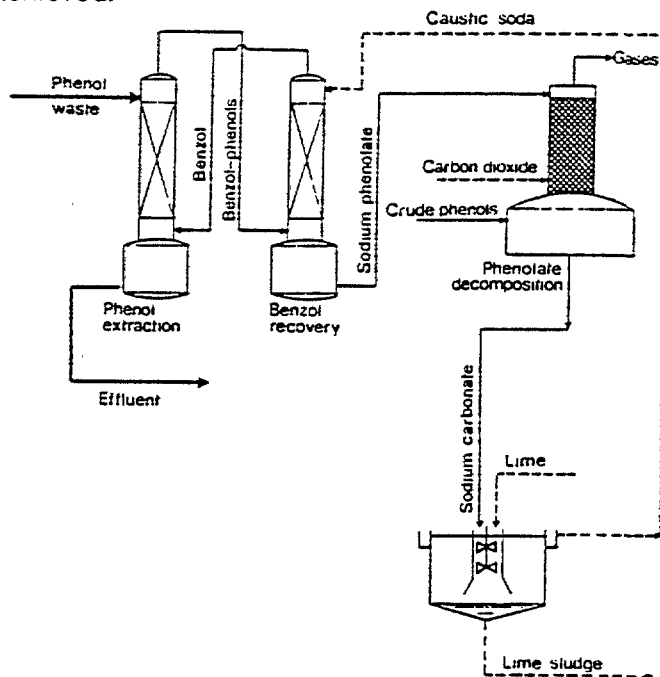 Caustic soda
Gases
Phenol
waste
Benzol
Benzol-phenols
Sodium phenolate
Carbon dioxide
Crude phenols
Phenolate
decomposition
Phenol
extraction
Benzol
recovery
Effluent
Sodium carbonate
Lime
Lime sludge